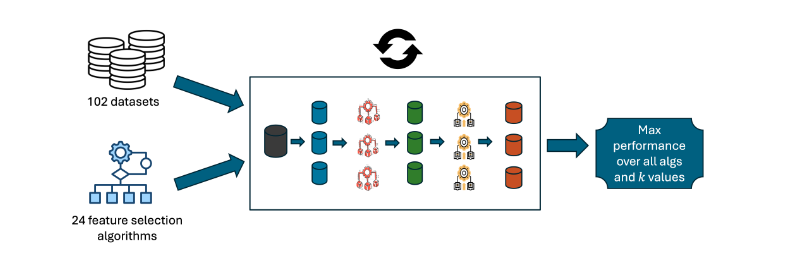 102 datasets
24 feature selection
algorithms
Max
performance
over all algs
and k values